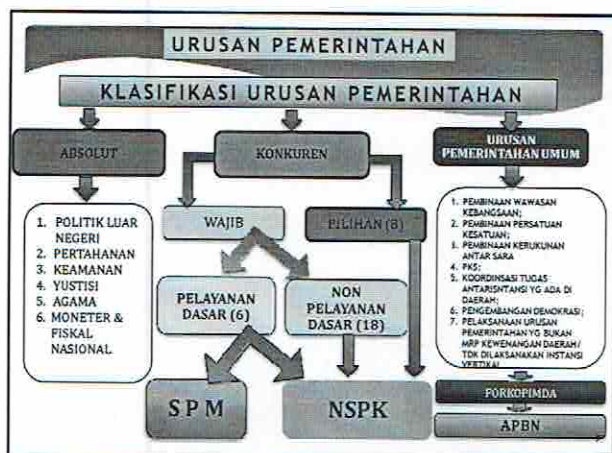 URUSAN PEMERINTAHAN
KLASIFIKASI URUSAN PEMERINTAHAN
ABSOLUT
1. POLITIK LUAR
NEGERI
2. PERTAHANAN
3. KEAMANAN
4. YUSTISI
5. AGAMA
6. MONETER &
FISKAL
NASIONAL
KONKUREN
WAJIB
PILIHAN (8)
PELAYANAN
DASAR (6)
NON
PELAYANAN
DASAR (18)
SPM
NSPK
URUSAN
PEMERINTAHAN UMUM
1. PEMBINAAN WAWASAN
KEBANGSAAN;
2. PEMBINAAN PERSATUAN
KESATUAN;
3. PEMBINAAN KERUKUNAN
ANTAR SARA
4. PKS;
5. KOORDINSASI TUGAS
ANTARISNTANSI YG ADA DI
DAERAH;
6. PENGEMBANGAN DEMOKRASI;
7. PELAKSANAAN URUSAN
PEMERINTAHAN YG BUKAN
MRP KEWENANGAN DAERAH/
TDK DILAKSANAKAN INSTANSI
VERTIKAL
FORKOPIMDA
APBN